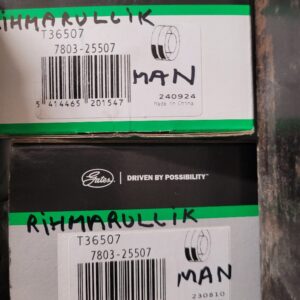 RIHMARULLIK
T36507
7803-25507
MAN
5 414465 201547
240924
Made in China
Gates
DRIVEN BY POSSIBILITY™
RIHMARULLIK
T36507
7803-25507
MAN
230810